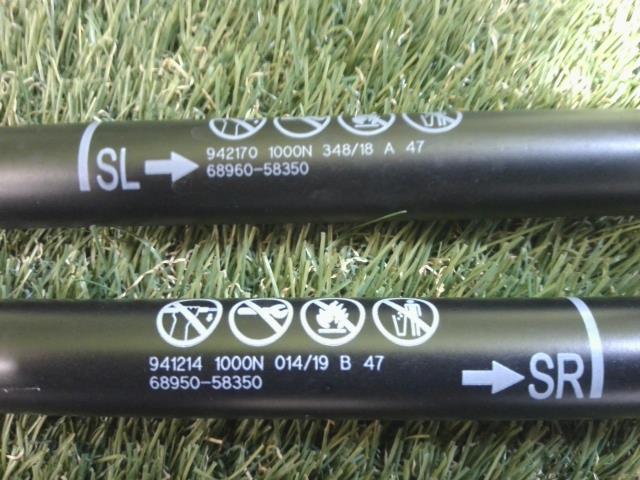 SL
942170 1000N 348/18 A 47
68960-58350
941214 1000N 014/19 B 47
68950-58350
SR